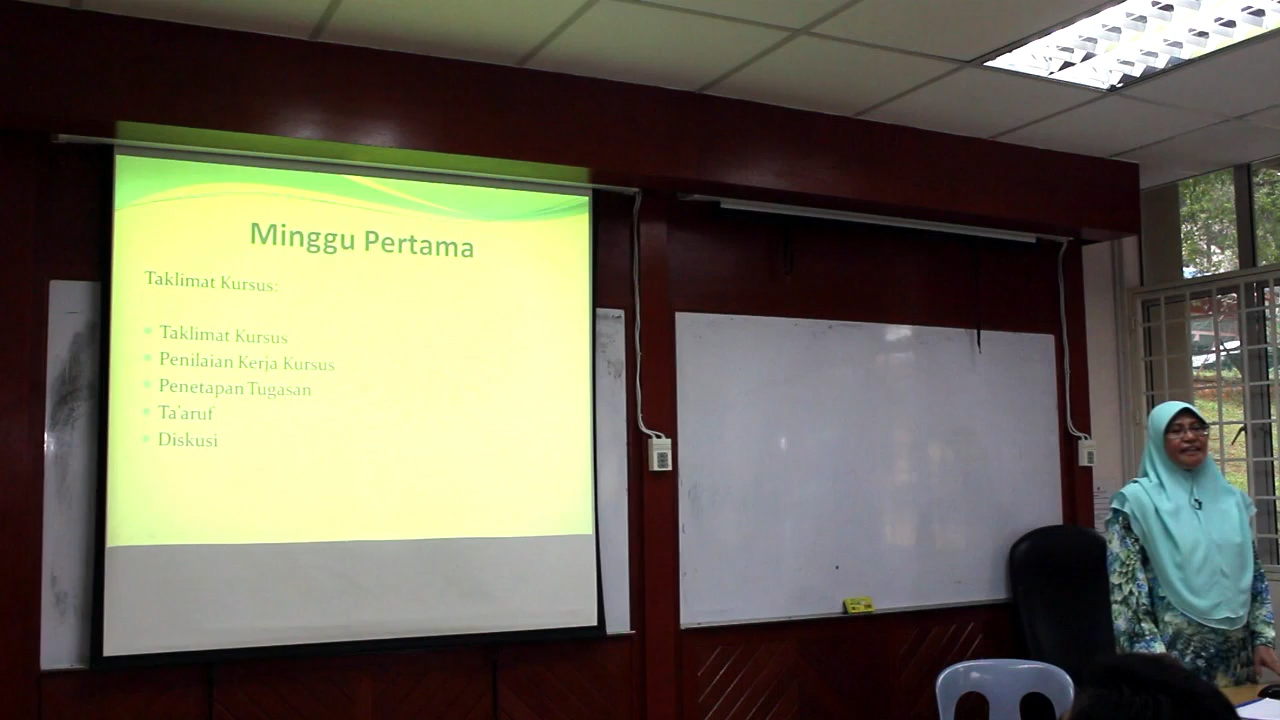 Minggu Pertama
Taklimat Kursus:
Taklimat Kursus
Penilaian Kerja Kursus
Penetapan Tugasan
Ta'aruf
Diskusi